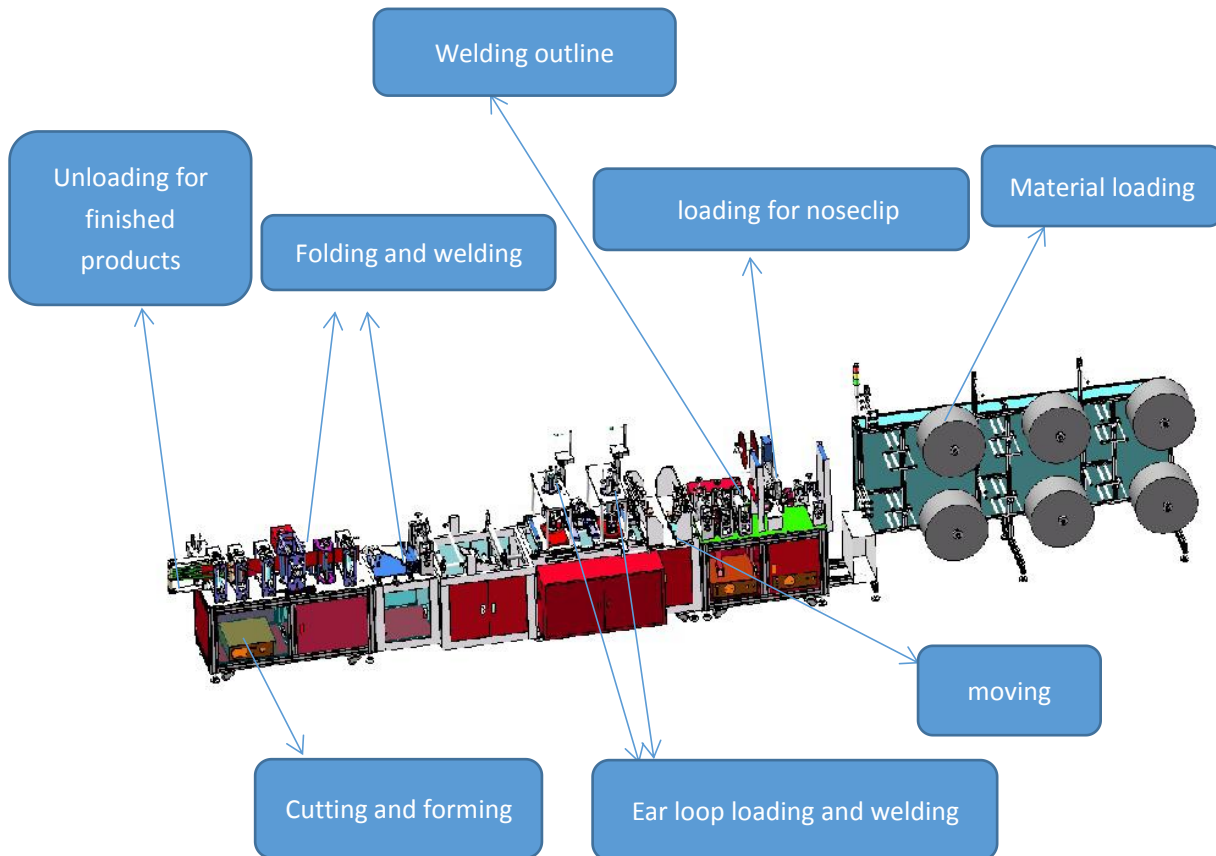 Welding outline
Unloading for
finished
products
Folding and welding
loading for noseclip
Material loading
moving
Cutting and forming
Ear loop loading and welding